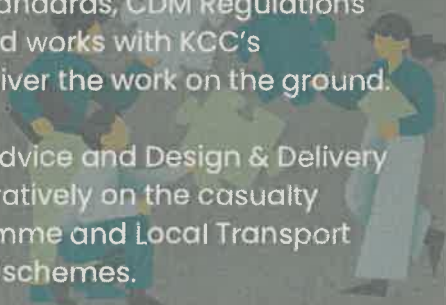 andards, CDM Regulations
d works with KCC's
iver the work on the ground.
dvice and Design & Delivery
ratively on the casualty
mme and Local Transport
schemes.